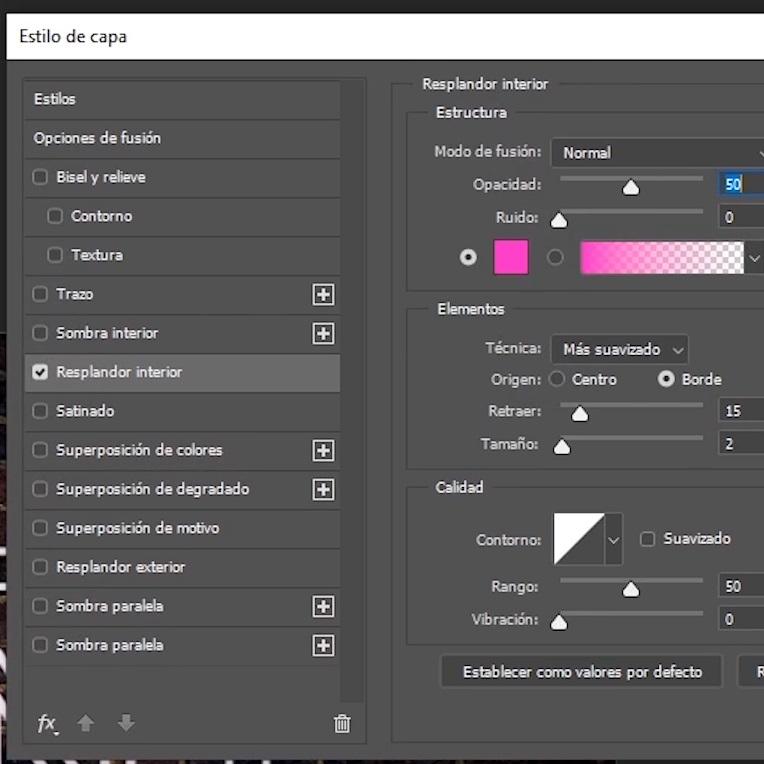 Estilo de capa
Estilos
Opciones de fusión
Bisel y relieve
Contorno
Textura
Trazo
Sombra interior
Resplandor interior
Satinado
Superposición de colores
Superposición de degradado
Superposición de motivo
Resplandor exterior
Sombra paralela
Sombra paralela
fx
Resplandor interior
Estructura
Modo de fusión: Normal
Opacidad: 50
Ruido: 0
Elementos
Técnica: Más suavizado
Origen: Centro Borde
Retraer: 15
Tamaño: 2
Calidad
Contorno: Suavizado
Rango: 50
Vibración: 0
Establecer como valores por defecto